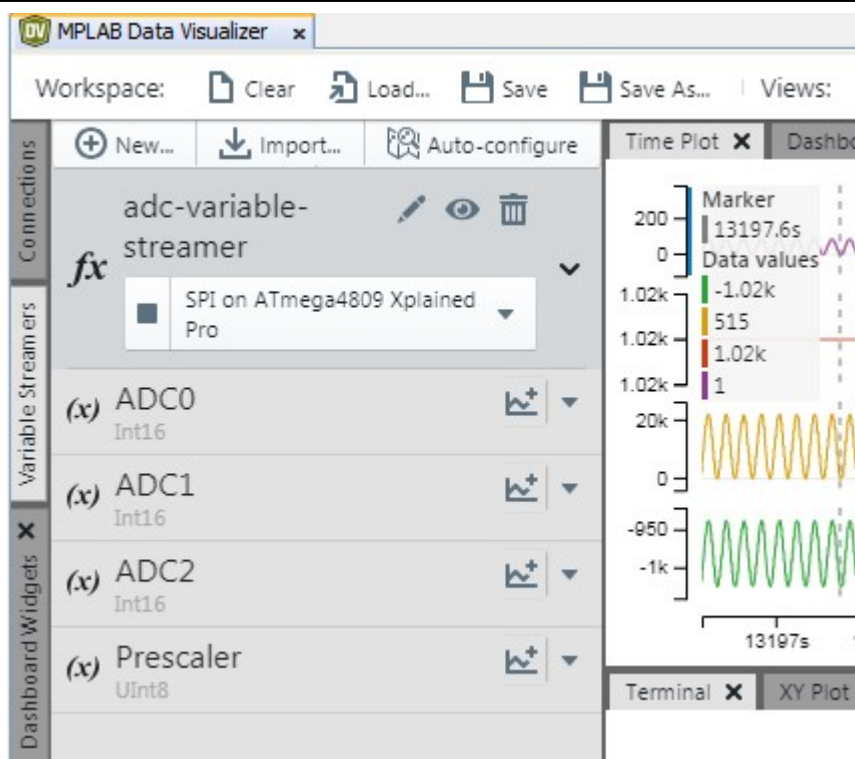 DV MPLAB Data Visualizer x
Workspace: Clear Load... Save Save As... Views:
Connections
Variable Streamers
Dashboard Widgets
New... Import... Auto-configure
fx
adc-variable-
streamer
SPI on ATmega4809 Xplained
Pro
(x) ADC0
Int16
(x) ADC1
Int16
(x) ADC2
Int16
(x) Prescaler
UInt8
Time Plot Dashbo
Marker
13197.6s
Data values
-1.02k
515
1.02k
1
200
0
1.02k
1.02k
1.02k
20k
0
-950
-1k
13197s
Terminal XY Plot